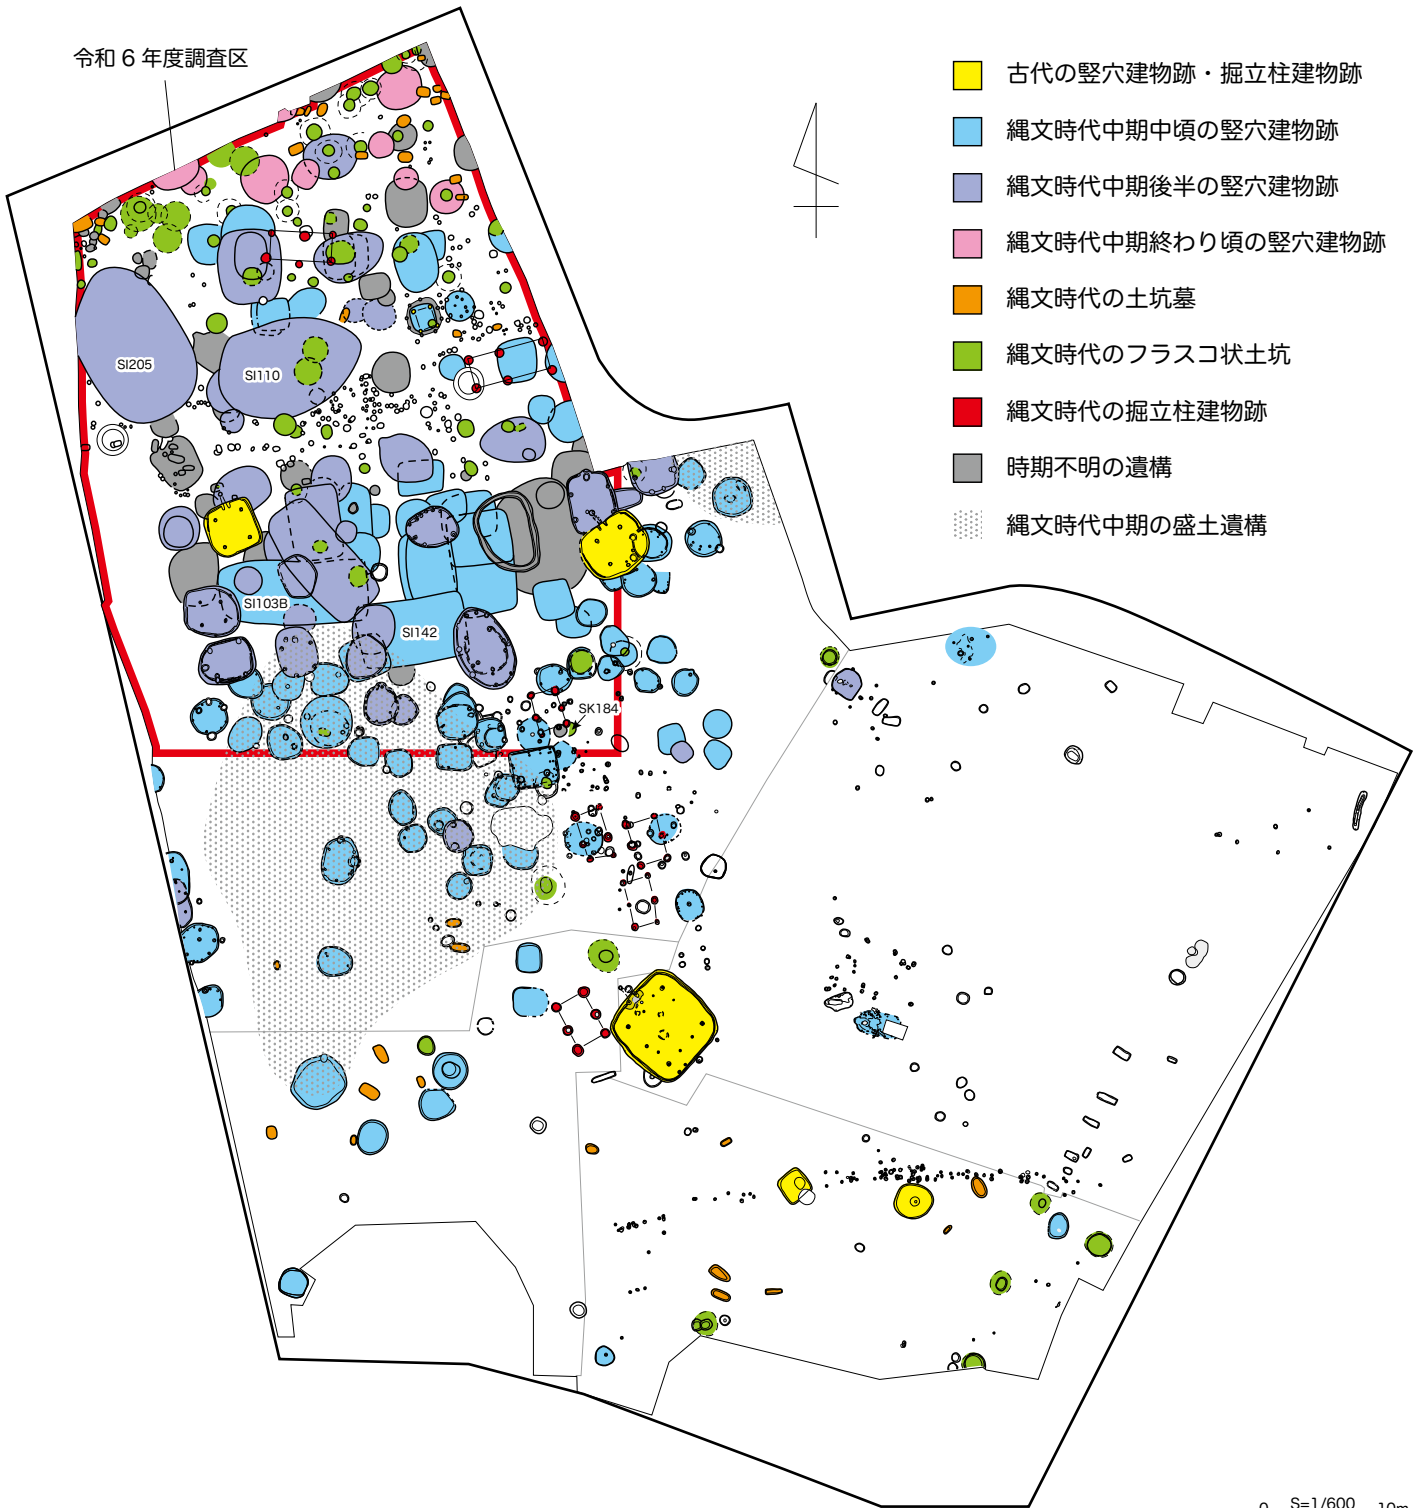 令和6年度調査区
古代の竪穴建物跡・掘立柱建物跡
縄文時代中期中頃の竪穴建物跡
縄文時代中期後半の竪穴建物跡
縄文時代中期終わり頃の竪穴建物跡
縄文時代の土坑墓
縄文時代のフラスコ状土坑
縄文時代の掘立柱建物跡
時期不明の遺構
縄文時代中期の盛土遺構
SI205
SI110
SI103B
SI142
SK184
0 S=1/600 10m